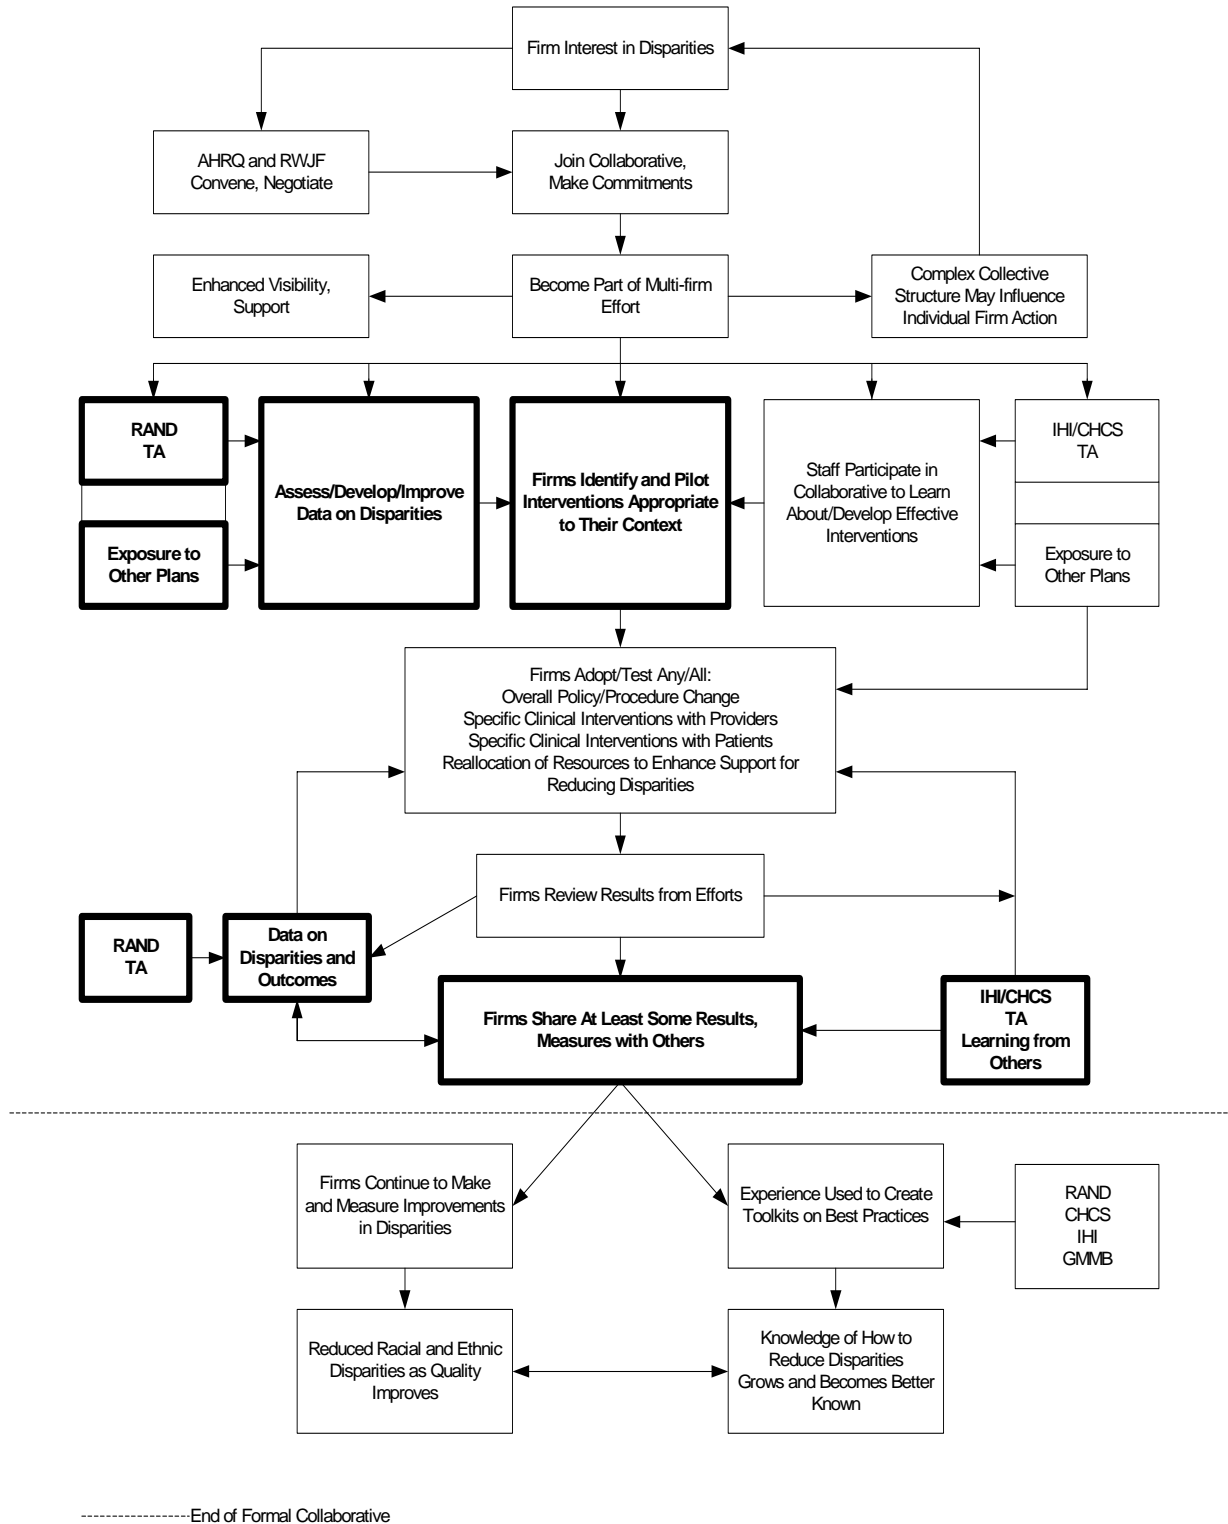 Firm Interest in Disparities
AHRQ and RWJF
Convene, Negotiate
Join Collaborative,
Make Commitments
Enhanced Visibility,
Support
Become Part of Multi-firm
Effort
Complex Collective
Structure May Influence
Individual Firm Action
RAND
TA
Exposure to
Other Plans
Assess/Develop/Improve
Data on Disparities
Firms Identify and Pilot
Interventions Appropriate
to Their Context
Staff Participate in
Collaborative to Learn
About/Develop Effective
Interventions
IHI/CHCS
TA
Exposure to
Other Plans
Firms Adopt/Test Any/All:
Overall Policy/Procedure Change
Specific Clinical Interventions with Providers
Specific Clinical Interventions with Patients
Reallocation of Resources to Enhance Support for
Reducing Disparities
Firms Review Results from Efforts
RAND
TA
Data on
Disparities and
Outcomes
Firms Share At Least Some Results,
Measures with Others
IHI/CHCS
TA
Learning from
Others
Firms Continue to Make
and Measure Improvements
in Disparities
Experience Used to Create
Toolkits on Best Practices
RAND
CHCS
IHI
GMMB
Reduced Racial and Ethnic
Disparities as Quality
Improves
Knowledge of How to
Reduce Disparities
Grows and Becomes Better
Known
End of Formal Collaborative